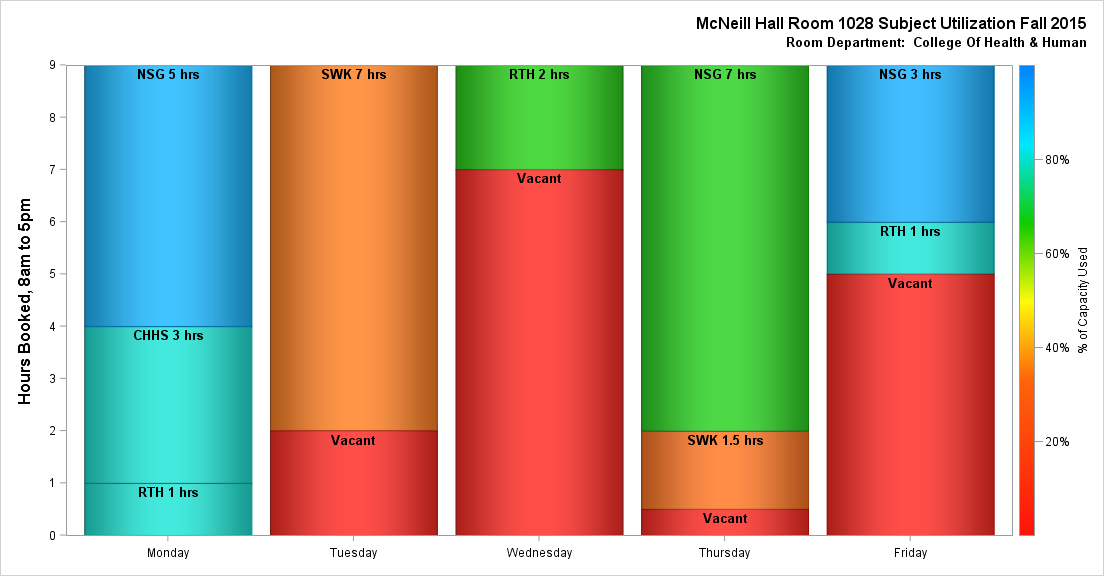 McNeill Hall Room 1028 Subject Utilization Fall 2015
Room Department:  College Of Health & Human
Hours Booked, 8am to 5pm
9
8
7
6
5
4
3
2
1
0
NSG 5 hrs
CHHS 3 hrs
RTH 1 hrs
SWK 7 hrs
Vacant
RTH 2 hrs
Vacant
NSG 7 hrs
SWK 1.5 hrs
Vacant
NSG 3 hrs
RTH 1 hrs
Vacant
Monday
Tuesday
Wednesday
Thursday
Friday
80%
60%
40%
20%
% of Capacity Used